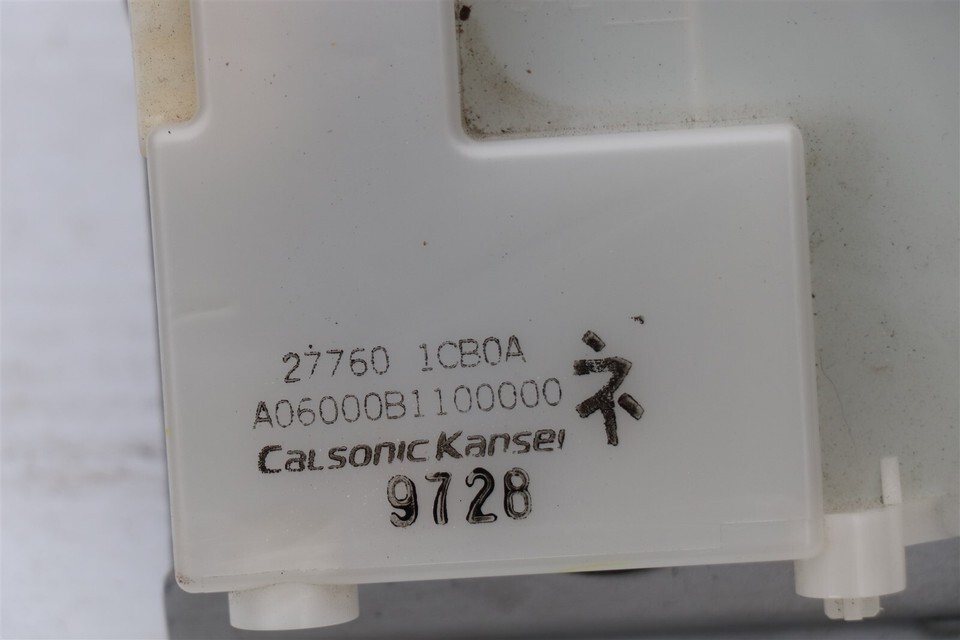 27760 1CB0A
A06000B1100000
Calsonic Kansei
9728
ネ